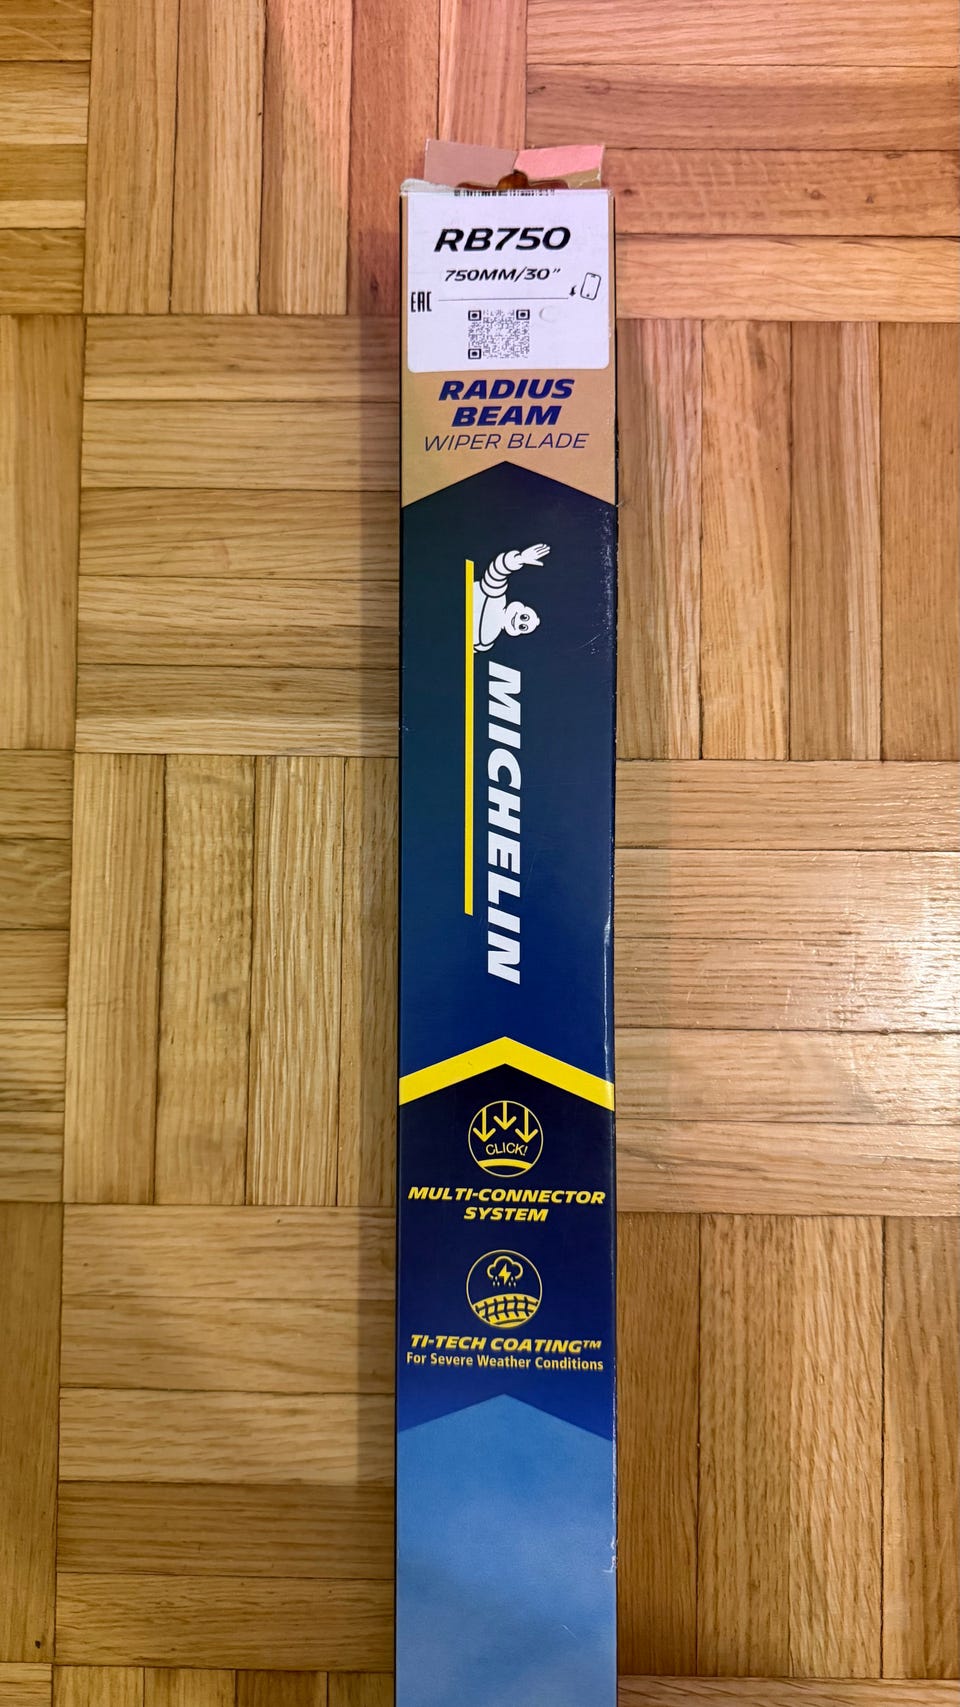 RB750
750MM/30"
EAC
RADIUS
BEAM
WIPER BLADE
MICHELIN
CLICK!
MULTI-CONNECTOR
SYSTEM
TI-TECH COATING™
For Severe Weather Conditions